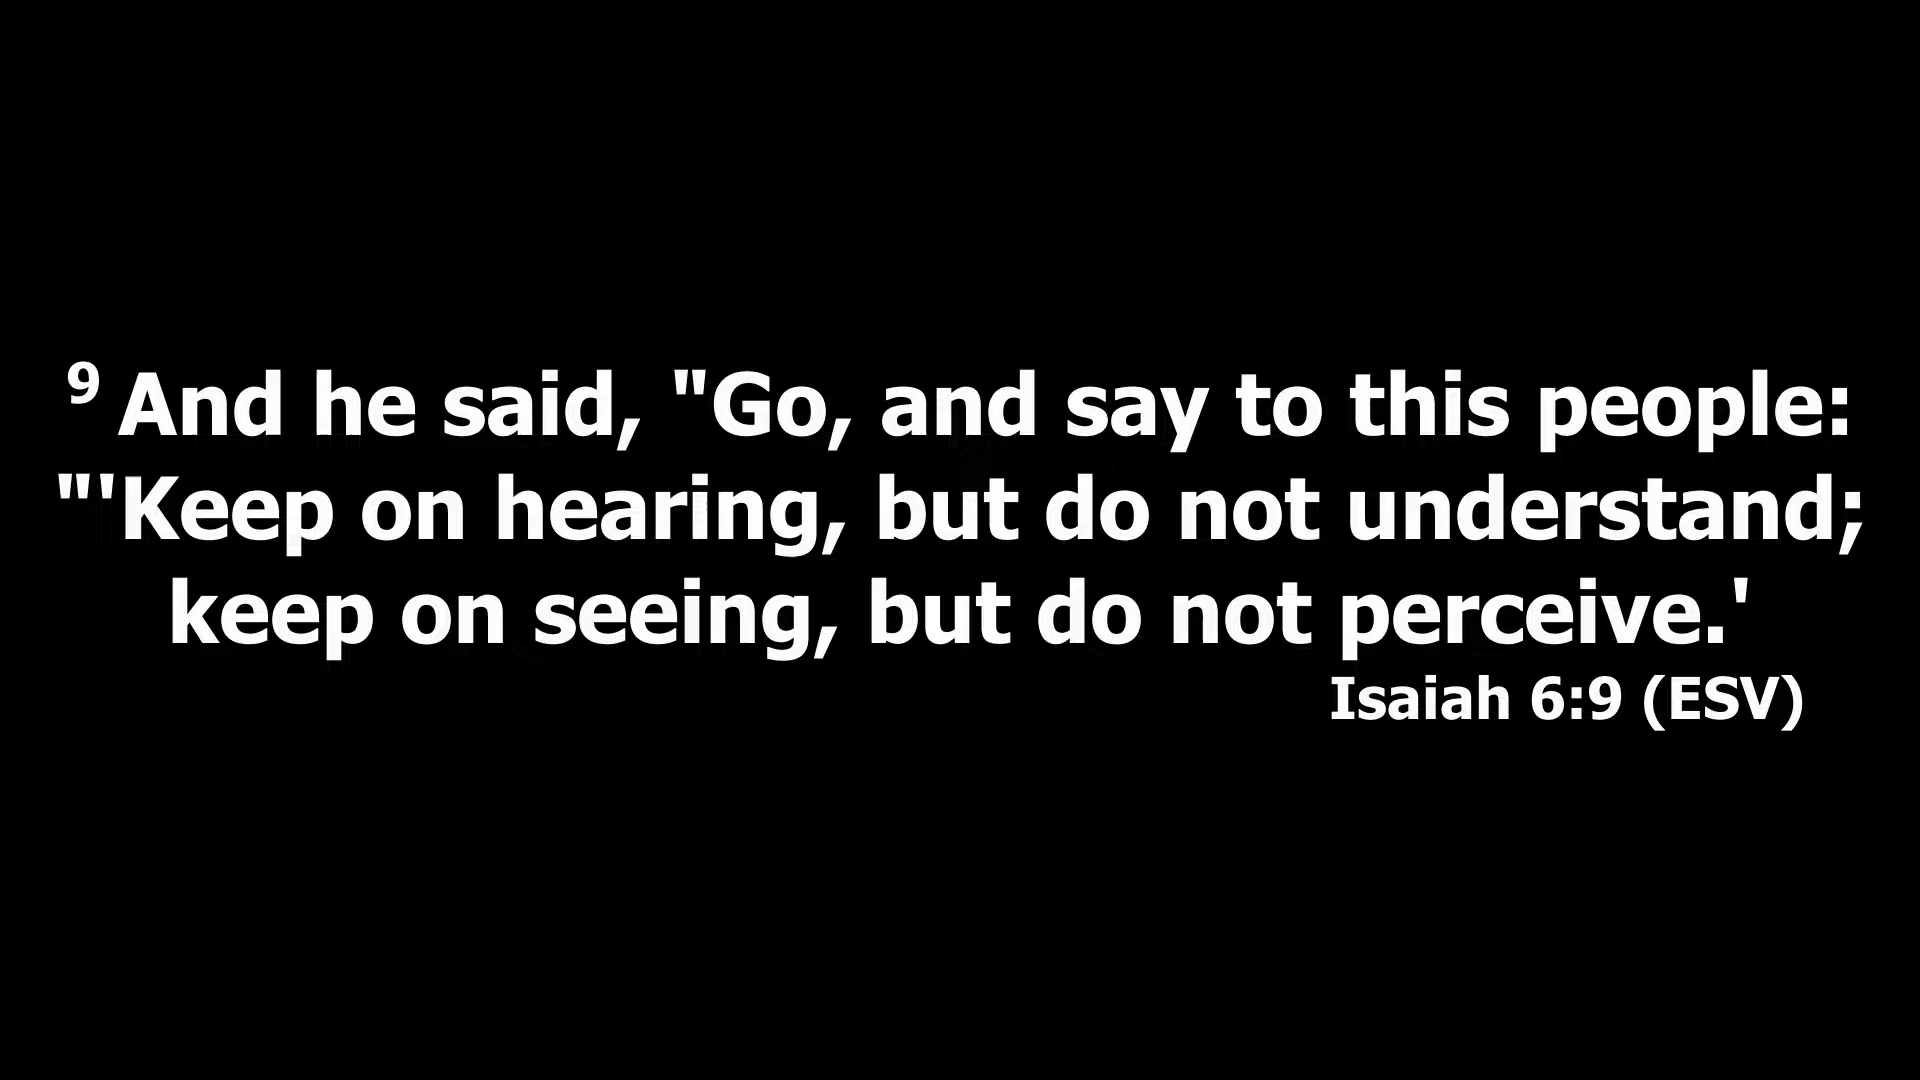 9 And he said, "Go, and say to this people:
"'Keep on hearing, but do not understand;
keep on seeing, but do not perceive.'
Isaiah 6:9 (ESV)